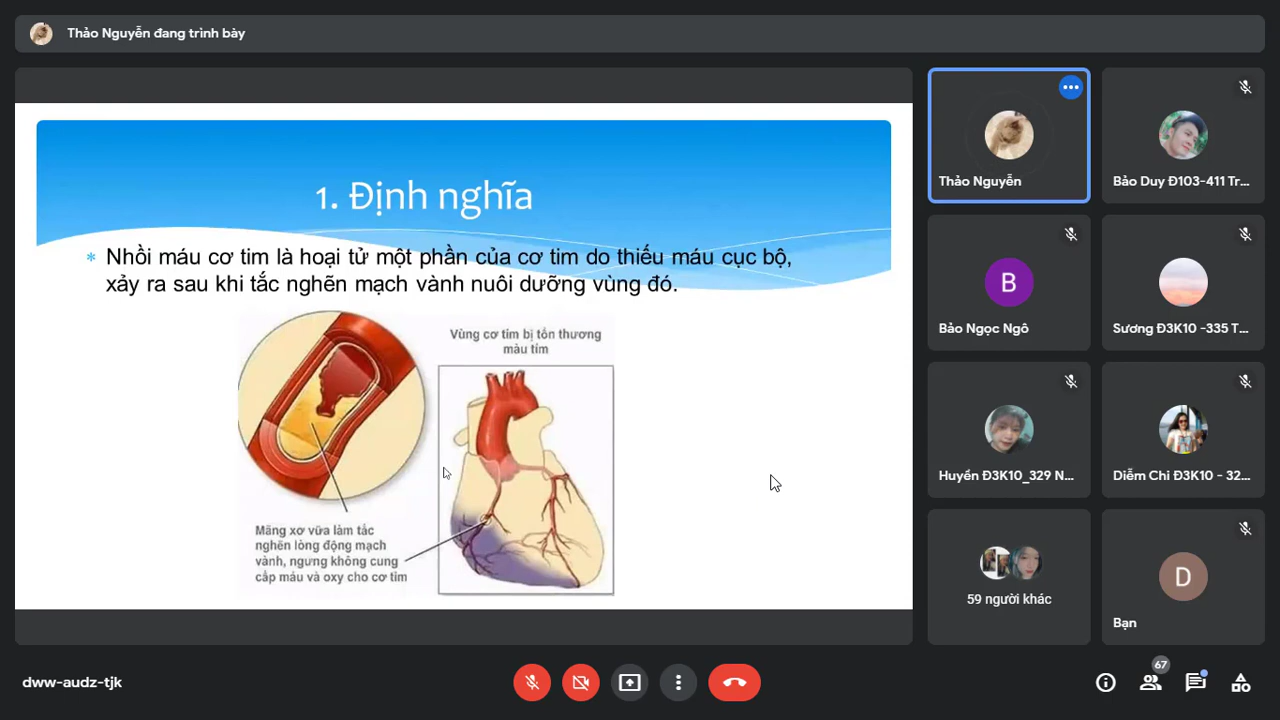 Thảo Nguyễn đang trình bày
1. Định nghĩa
* Nhồi máu cơ tim là hoại tử một phần của cơ tim do thiếu máu cục bộ,
xảy ra sau khi tắc nghẽn mạch vành nuôi dưỡng vùng đó.
Vùng cơ tim bị tổn thương
màu tím
Mãng xơ vữa làm tắc
nghẽn lòng động mạch
vành, ngưng không cung
cấp máu và oxy cho cơ tim
Thảo Nguyễn
Bảo Duy Đ103-411 Tr...
B
Bảo Ngọc Ngô
Sương Đ3K10 -335 T...
Huyền Đ3K10_329 N...
Diễm Chi Đ3K10 - 32...
59 người khác
D
Bạn
dww-audz-tjk
67